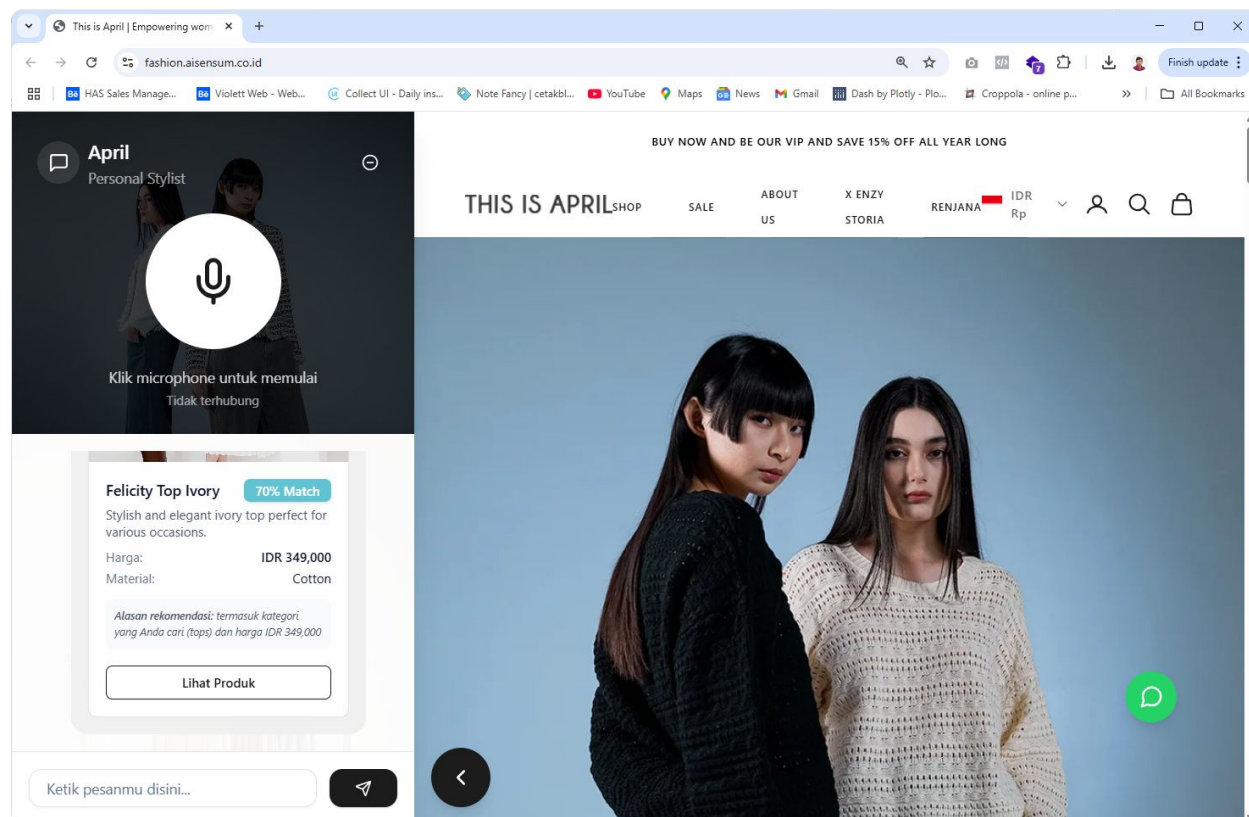 This is April | Empowering wom
fashion.aisensum.co.id
Finish update
7
HAS Sales Manage...
Violett Web - Web...
Collect UI - Daily ins...
Note Fancy | cetakbl...
YouTube
Maps
News
Gmail
Dash by Plotly - Plo...
Croppola - online p...
All Bookmarks
April
Personal Stylist
Klik microphone untuk memulai
Tidak terhubung
Felicity Top Ivory
70% Match
Stylish and elegant ivory top perfect for
various occasions.
Harga: IDR 349,000
Material: Cotton
Alasan rekomendasi: termasuk kategori
yang Anda cari (tops) dan harga IDR 349,000
Lihat Produk
Ketik pesanmu disini...
BUY NOW AND BE OUR VIP AND SAVE 15% OFF ALL YEAR LONG
THIS IS APRIL
SHOP
SALE
ABOUT
US
X ENZY
STORIA
RENJANA
IDR
Rp